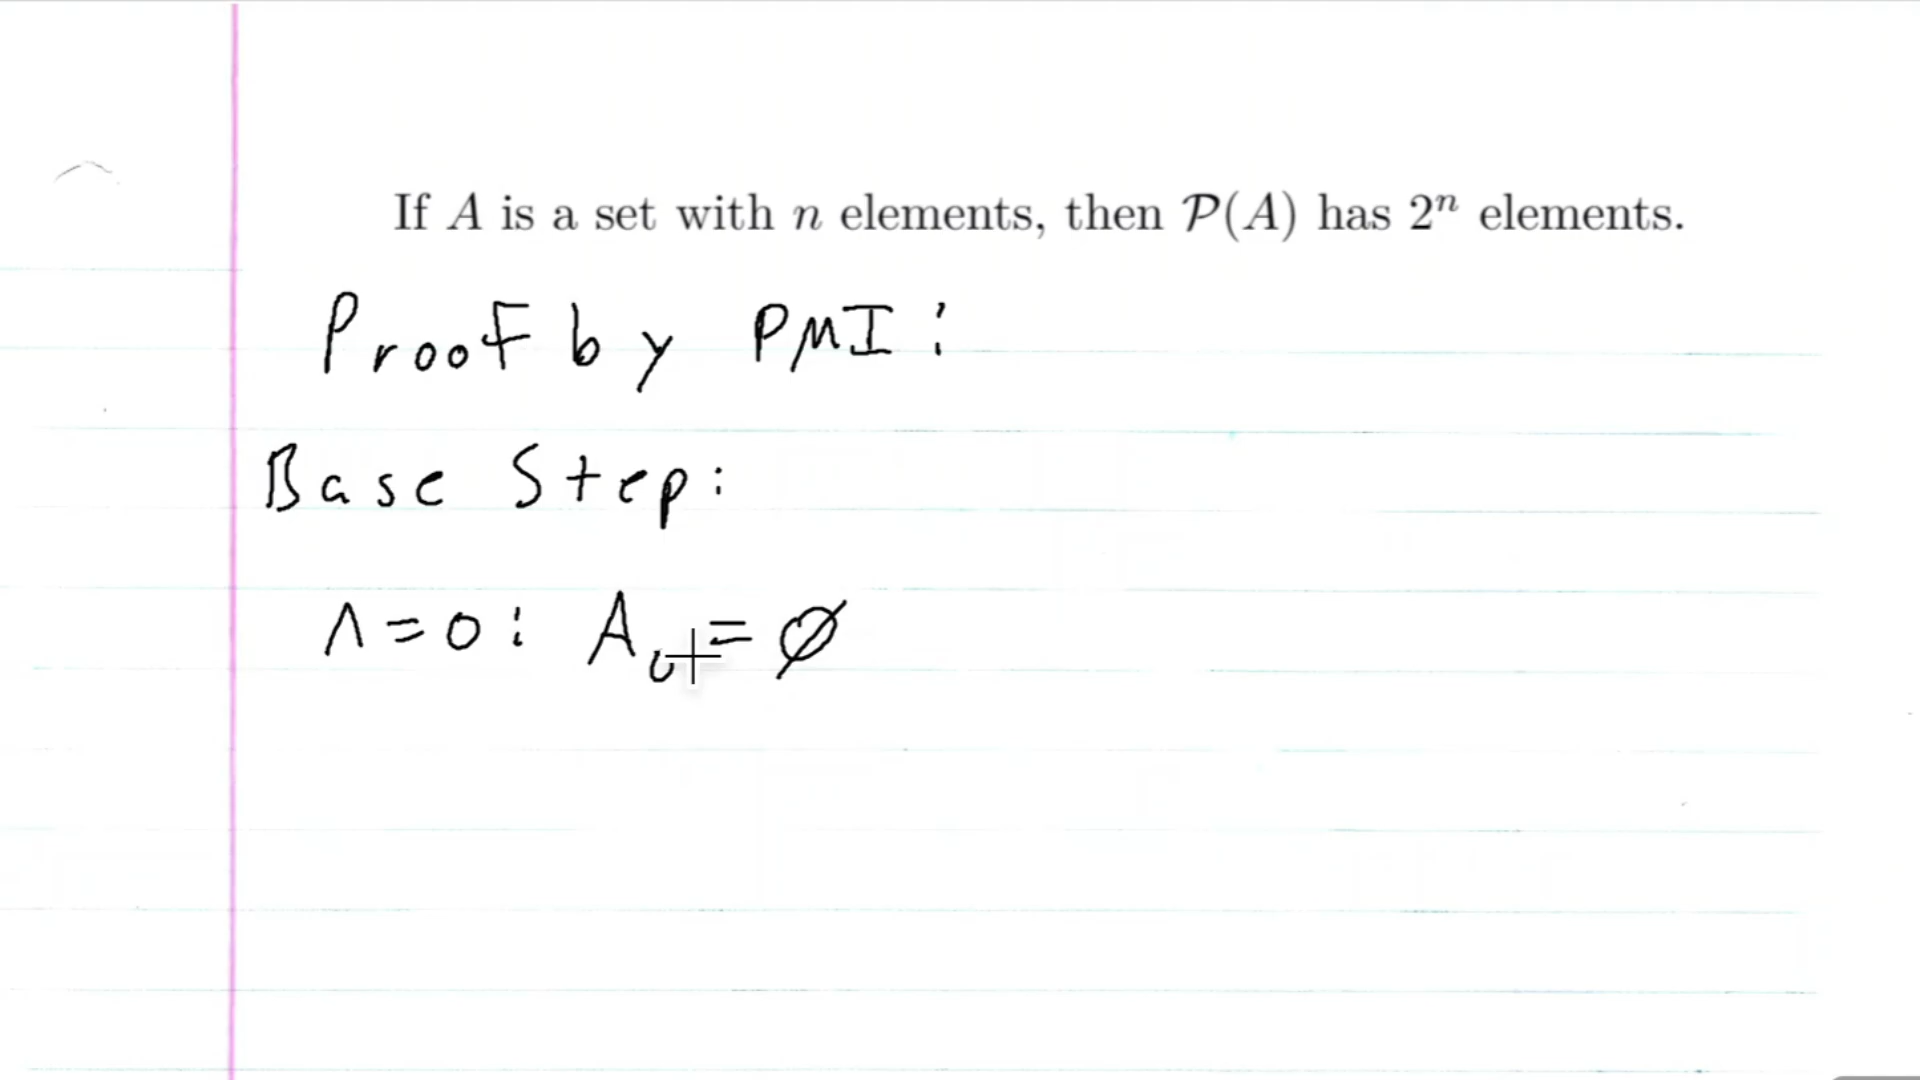 If A is a set with n elements, then 𝒫(A) has 2ⁿ elements.
Proof by PMI:
Base Step:
n=0: A₀=∅